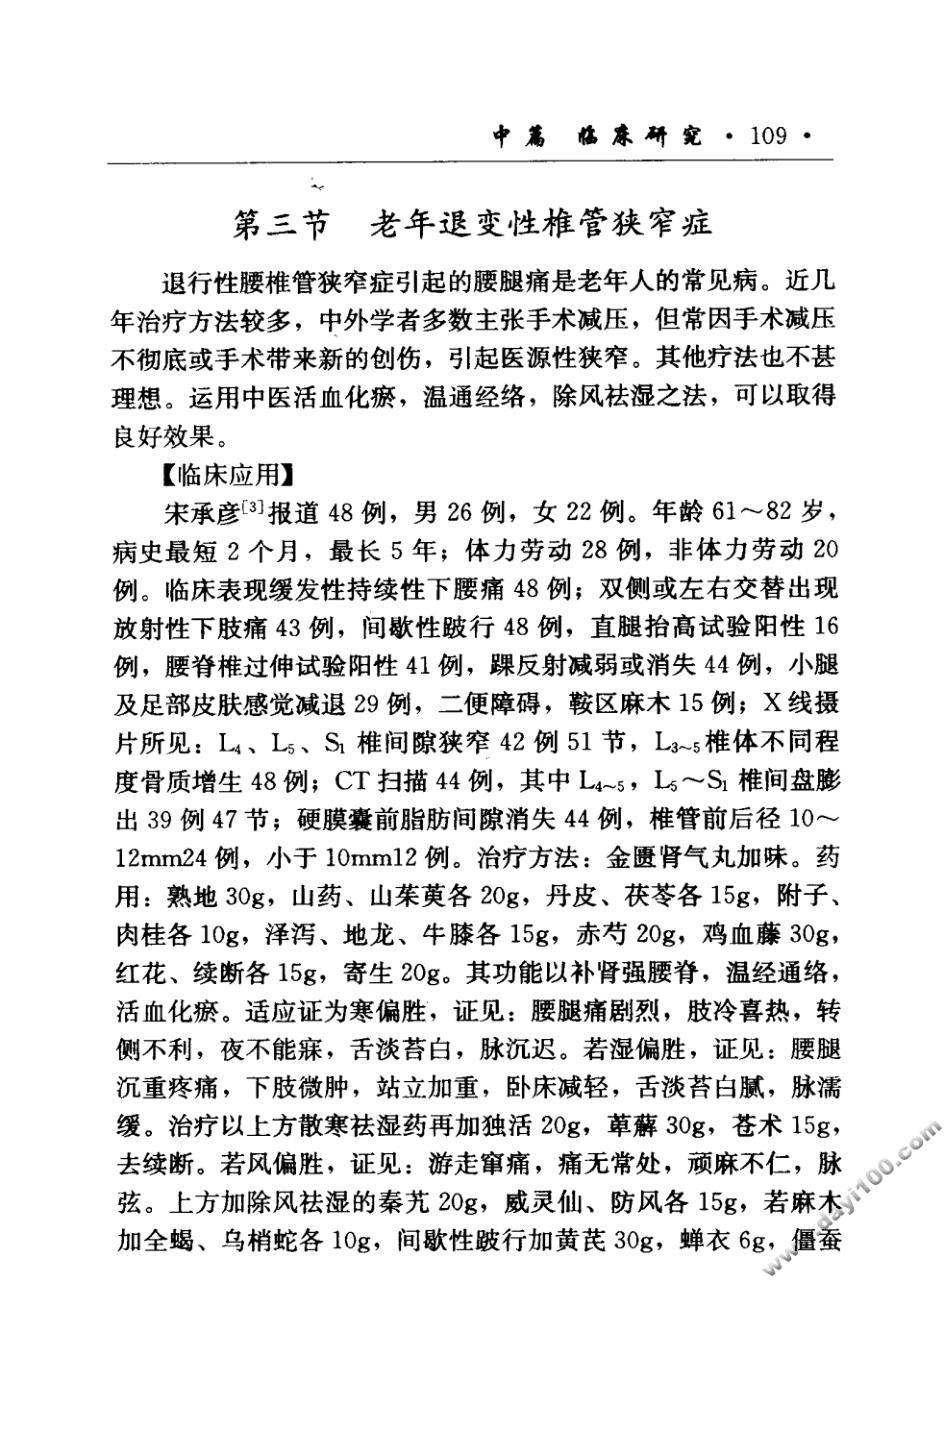 中篇 临床研究 · 109 ·
第三节 老年退变性椎管狭窄症
退行性腰椎管狭窄症引起的腰腿痛是老年人的常见病。近几
年治疗方法较多，中外学者多数主张手术减压，但常因手术减压
不彻底或手术带来新的创伤，引起医源性狭窄。其他疗法也不甚
理想。运用中医活血化瘀，温通经络，除风祛湿之法，可以取得
良好效果。
【临床应用】
宋承彦[3]报道 48 例，男 26 例，女 22 例。年龄 61～82 岁，
病史最短 2 个月，最长 5 年；体力劳动 28 例，非体力劳动 20
例。临床表现缓发性持续性下腰痛 48 例；双侧或左右交替出现
放射性下肢痛 43 例，间歇性跛行 48 例，直腿抬高试验阳性 16
例，腰脊椎过伸试验阳性 41 例，踝反射减弱或消失 44 例，小腿
及足部皮肤感觉减退 29 例，二便障碍，鞍区麻木 15 例；X 线摄
片所见：L4、L5、S1 椎间隙狭窄 42 例 51 节，L3～5椎体不同程
度骨质增生 48 例；CT 扫描 44 例，其中 L4～5，L5～S1 椎间盘膨
出 39 例 47 节；硬膜囊前脂肪间隙消失 44 例，椎管前后径 10～
12mm24 例，小于 10mm12 例。治疗方法：金匮肾气丸加味。药
用：熟地 30g，山药、山茱萸各 20g，丹皮、茯苓各 15g，附子、
肉桂各 10g，泽泻、地龙、牛膝各 15g，赤芍 20g，鸡血藤 30g，
红花、续断各 15g，寄生 20g。其功能以补肾强腰脊，温经通络，
活血化瘀。适应证为寒偏胜，证见：腰腿痛剧烈，肢冷喜热，转
侧不利，夜不能寐，舌淡苔白，脉沉迟。若湿偏胜，证见：腰腿
沉重疼痛，下肢微肿，站立加重，卧床减轻，舌淡苔白腻，脉濡
缓。治疗以上方散寒祛湿药再加独活 20g，萆薢 30g，苍术 15g，
去续断。若风偏胜，证见：游走窜痛，痛无常处，顽麻不仁，脉
弦。上方加除风祛湿的秦艽 20g，威灵仙、防风各 15g，若麻木
加全蝎、乌梢蛇各 10g，间歇性跛行加黄芪 30g，蝉衣 6g，僵蚕
www.dayi100.com